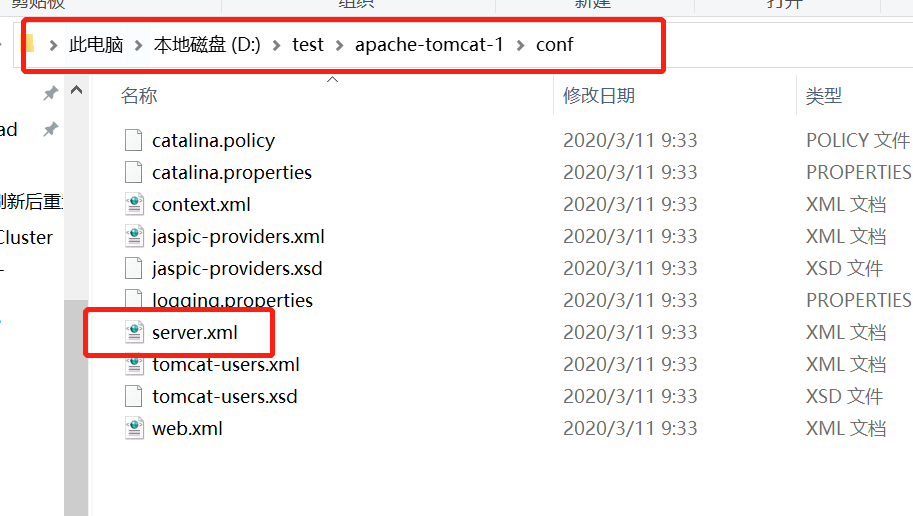 剪贴板 组织 新建 打开
此电脑 本地磁盘 (D:) test apache-tomcat-1 conf
名称 修改日期 类型
ad
catalina.policy 2020/3/11 9:33 POLICY 文件
catalina.properties 2020/3/11 9:33 PROPERTIES
刷新后重
context.xml 2020/3/11 9:33 XML 文档
Cluster
jaspic-providers.xml 2020/3/11 9:33 XML 文档
jaspic-providers.xsd 2020/3/11 9:33 XSD 文件
logging.properties 2020/3/11 9:33 PROPERTIES
server.xml 2020/3/11 9:33 XML 文档
tomcat-users.xml 2020/3/11 9:33 XML 文档
tomcat-users.xsd 2020/3/11 9:33 XSD 文件
web.xml 2020/3/11 9:33 XML 文档